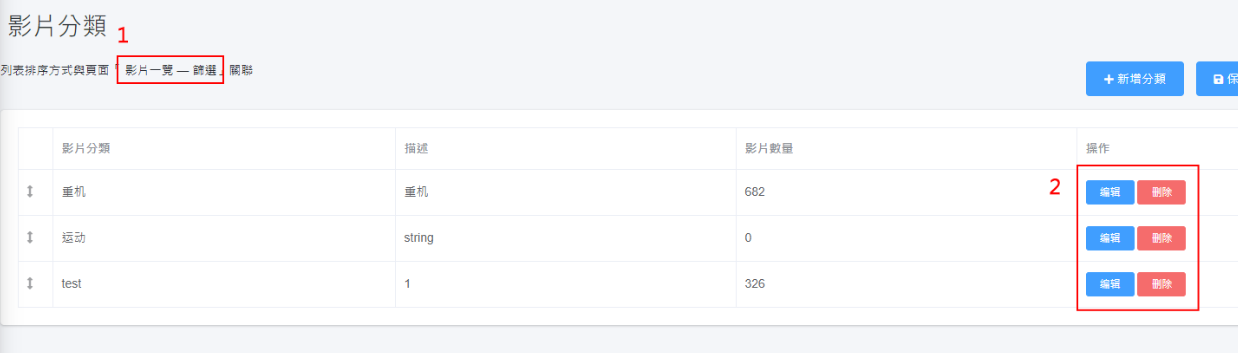 影片分類
1
列表排序方式與頁面「影片一覽 — 篩選」關聯
新增分類 保
影片分類 描述 影片數量 操作
2
重机 重机 682 编辑 删除
运动 string 0 编辑 删除
test 1 326 编辑 删除